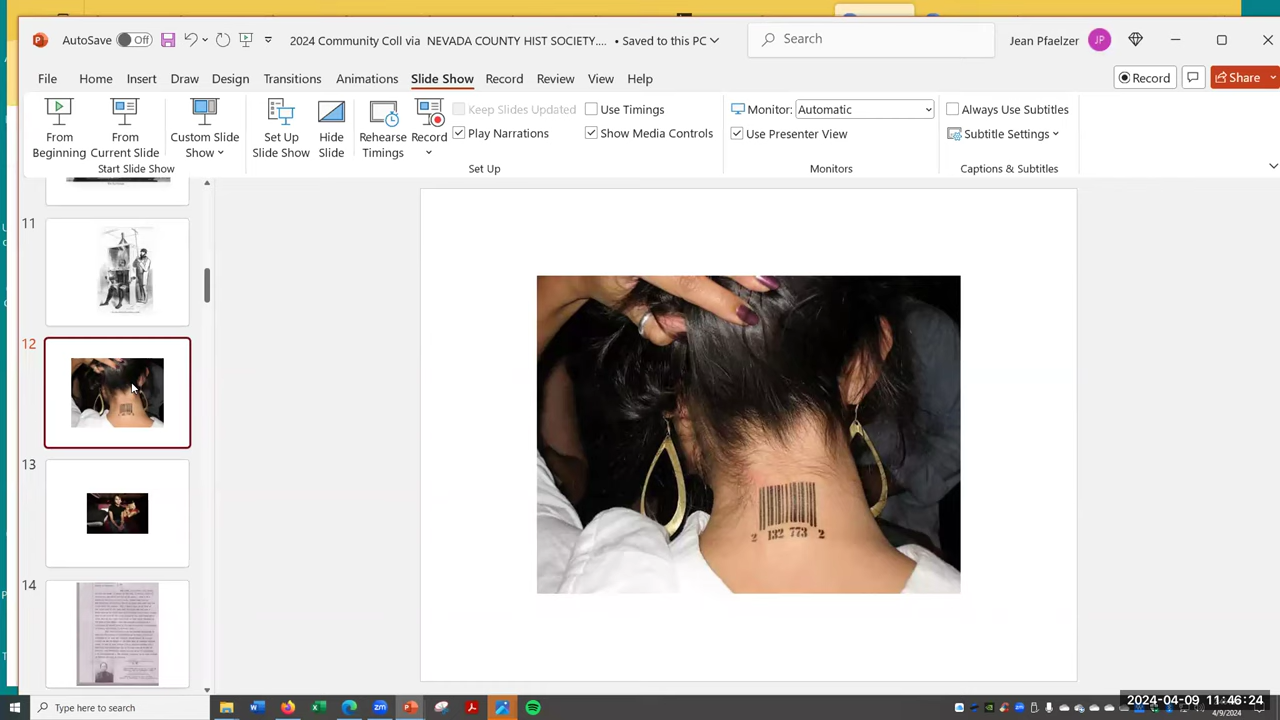 AutoSave Off 2024 Community Coll via NEVADA COUNTY HIST SOCIETY.... • Saved to this PC Search Jean Pfaelzer JP
File Home Insert Draw Design Transitions Animations Slide Show Record Review View Help Record Share
From Beginning
From Current Slide
Custom Slide Show
Start Slide Show
Set Up Slide Show
Hide Slide
Rehearse Timings
Record
Keep Slides Updated
Play Narrations
Use Timings
Show Media Controls
Set Up
Monitor: Automatic
Use Presenter View
Monitors
Always Use Subtitles
Subtitle Settings
Captions & Subtitles
11
12
13
14
2 132 773 2
Type here to search
2024-04-09 11:46:24
4/9/2024